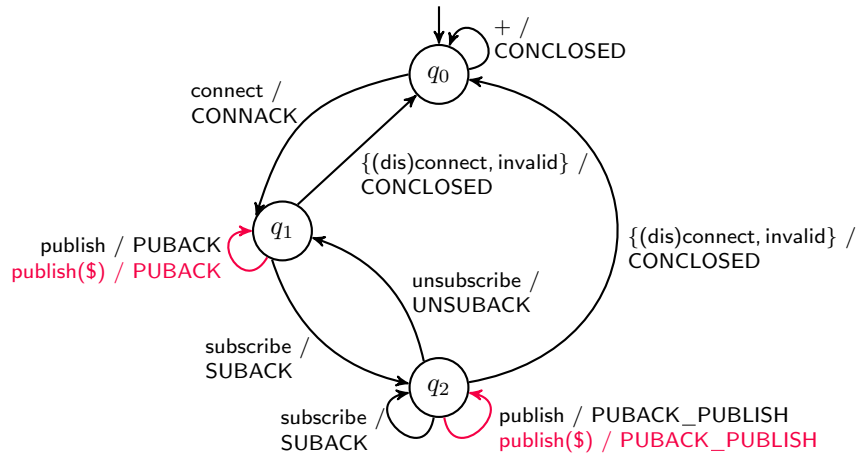 + /
CONCLOSED
q0
connect /
CONNACK
{(dis)connect, invalid} /
CONCLOSED
q1
publish / PUBACK
publish($) / PUBACK
{(dis)connect, invalid} /
CONCLOSED
unsubscribe /
UNSUBACK
subscribe /
SUBACK
q2
subscribe /
SUBACK
publish / PUBACK_PUBLISH
publish($) / PUBACK_PUBLISH